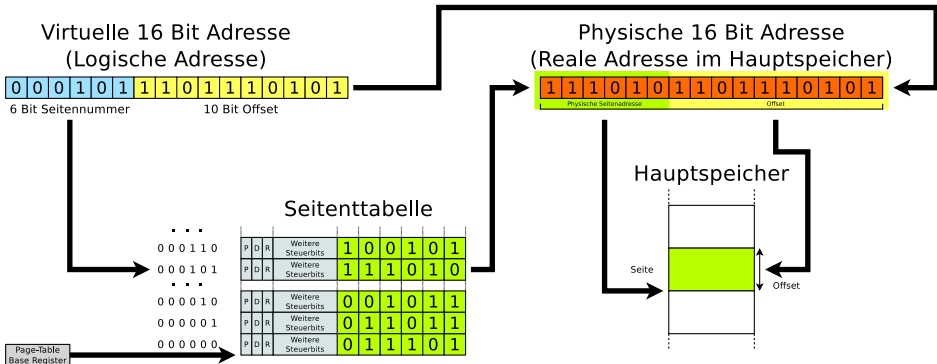 Virtuelle 16 Bit Adresse
(Logische Adresse)
0 0 0 1 0 1 1 1 0 1 1 1 0 1 0 1
6 Bit Seitennummer 10 Bit Offset
Physische 16 Bit Adresse
(Reale Adresse im Hauptspeicher)
1 1 1 0 1 0 1 1 0 1 1 1 0 1 0 1
Physische Seitenadresse Offset
Hauptspeicher
Seite
Offset
Seitenttabelle
. . .
0 0 0 1 1 0 P D R Weitere Steuerbits 1 0 0 1 0 1
0 0 0 1 0 1 P D R Weitere Steuerbits 1 1 1 0 1 0
. . .
0 0 0 0 1 0 P D R Weitere Steuerbits 0 0 1 0 1 1
0 0 0 0 0 1 P D R Weitere Steuerbits 0 1 1 0 1 1
0 0 0 0 0 0 P D R Weitere Steuerbits 0 1 1 1 0 1
Page-Table
Base Register